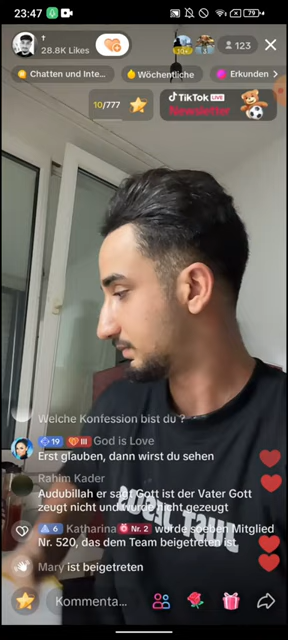 23:47
79
†
28.8K Likes
123
Chatten und Inte...
Wöchentliche
Erkunden
10/777
TikTok LIVE
Newsletter
Welche Konfession bist du ?
19 III God is Love
Erst glauben, dann wirst du sehen
Rahim Kader
Audubillah er sagt Gott ist der Vater Gott
zeugt nicht und wurde nicht gezeugt
6 Katharina Nr. 2 wurde soeben Mitglied
Nr. 520, das dem Team beigetreten ist.
Mary ist beigetreten
Kommenta...